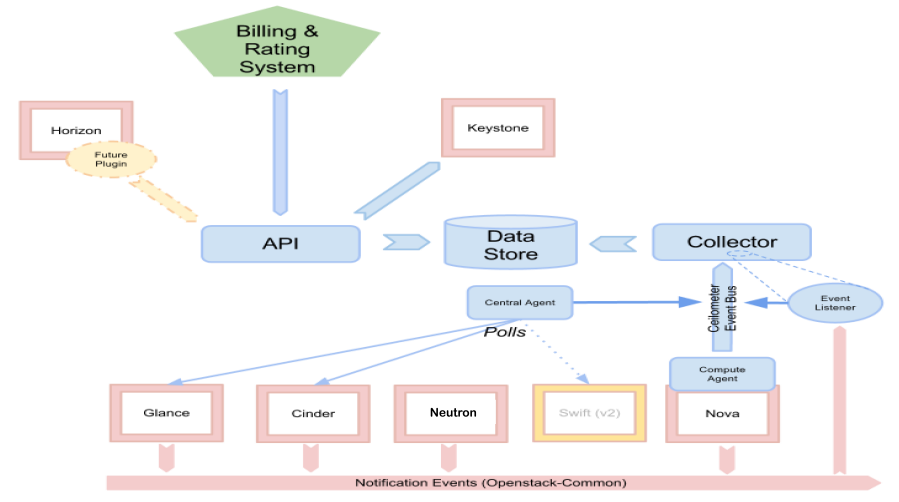 Billing &
Rating
System
Horizon
Future
Plugin
Keystone
API
Data
Store
Collector
Central Agent
Ceilometer
Event Bus
Event
Listener
Polls
Compute
Agent
Glance
Cinder
Neutron
Swift (v2)
Nova
Notification Events (Openstack-Common)